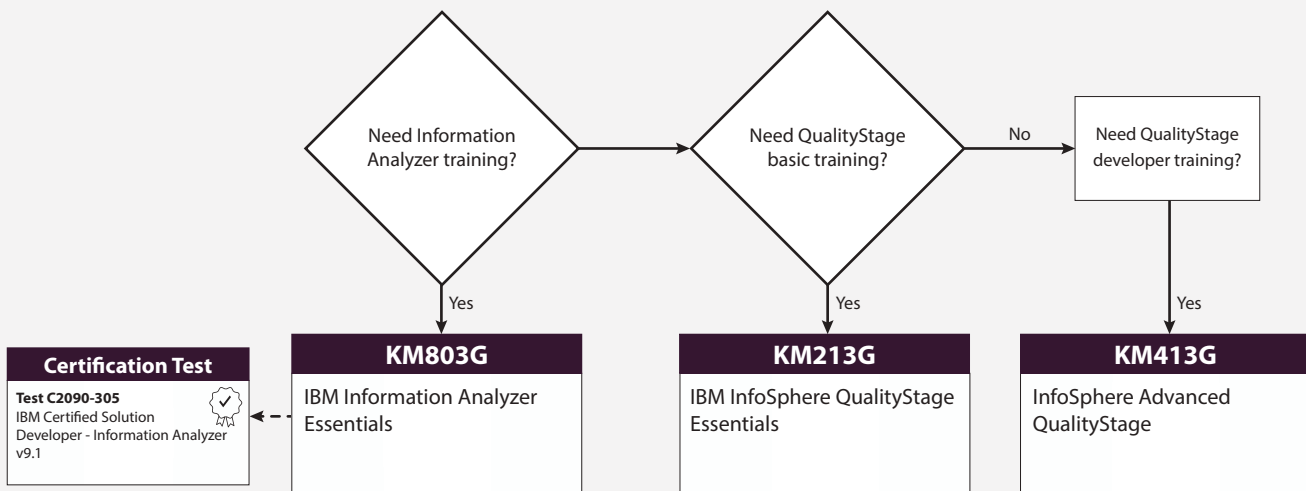 Need Information
Analyzer training?
Need QualityStage
basic training?
No
Need QualityStage
developer training?
Yes
Yes
Yes
Certification Test
Test C2090-305
IBM Certified Solution
Developer - Information Analyzer
v9.1
KM803G
IBM Information Analyzer
Essentials
KM213G
IBM InfoSphere QualityStage
Essentials
KM413G
InfoSphere Advanced
QualityStage